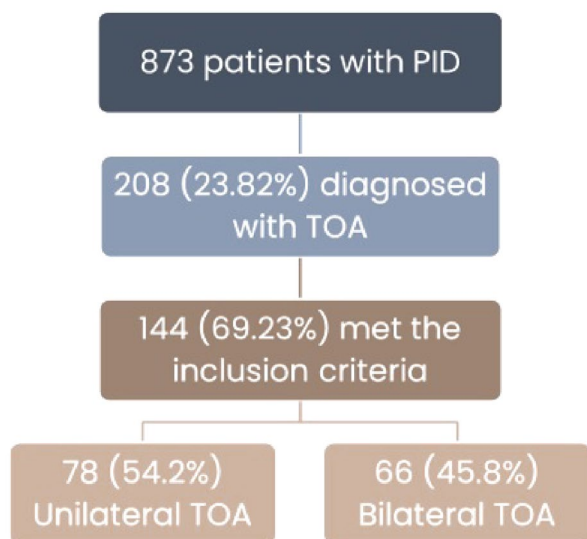 873 patients with PID
208 (23.82%) diagnosed
with TOA
144 (69.23%) met the
inclusion criteria
78 (54.2%)
Unilateral TOA
66 (45.8%)
Bilateral TOA